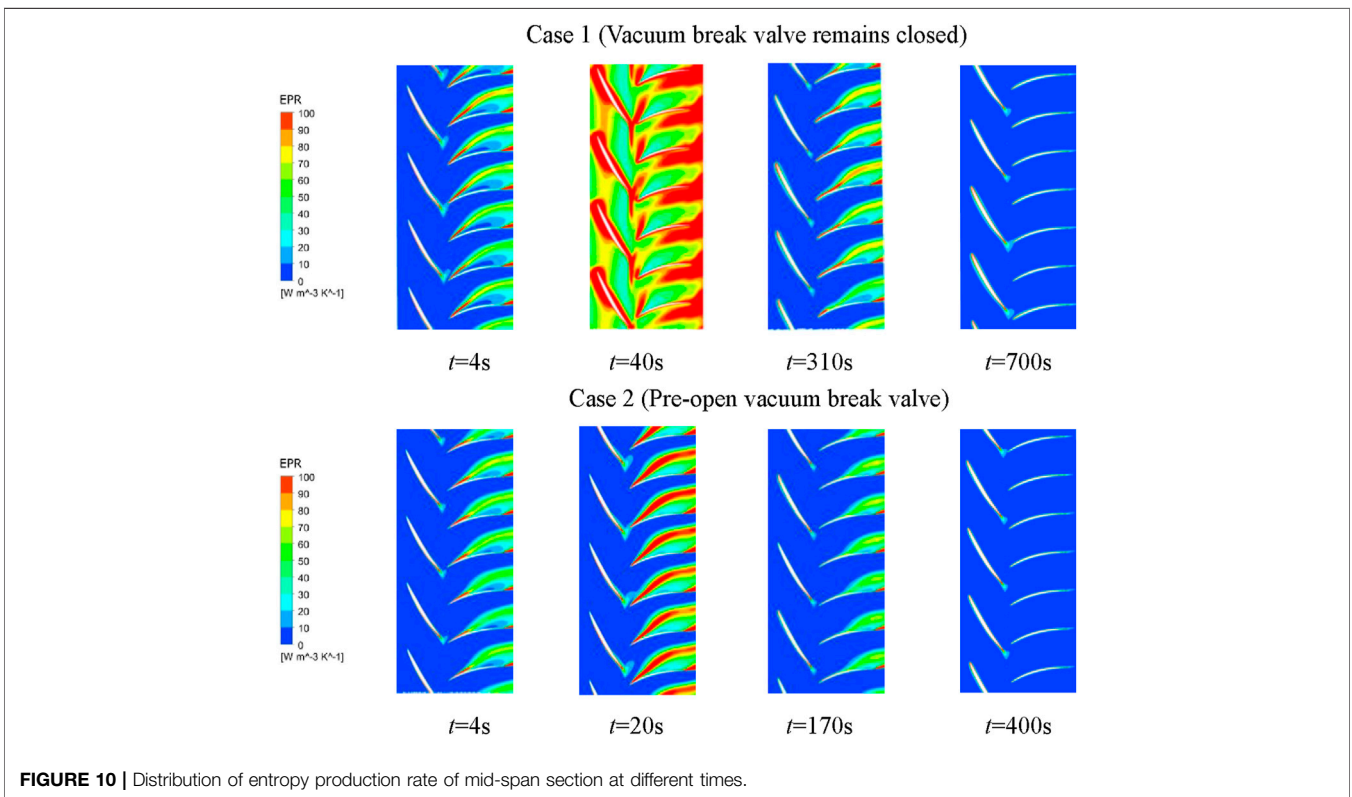 Case 1 (Vacuum break valve remains closed)
EPR
100
90
80
70
60
50
40
30
20
10
0
[W m^-3 K^-1]
t=4s
t=40s
t=310s
t=700s
Case 2 (Pre-open vacuum break valve)
EPR
100
90
80
70
60
50
40
30
20
10
0
[W m^-3 K^-1]
t=4s
t=20s
t=170s
t=400s
FIGURE 10 | Distribution of entropy production rate of mid-span section at different times.